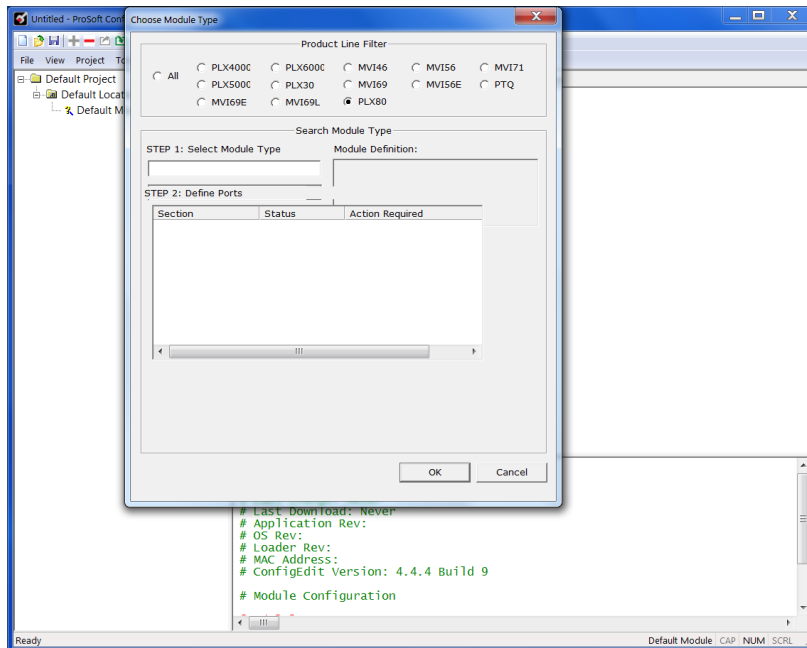 Untitled - ProSoft Conf
Choose Module Type
File View Project To
Default Project
Default Locat
Default M
Product Line Filter
All
PLX400C PLX600C MVI46 MVI56 MVI71
PLX500C PLX30 MVI69 MVI56E PTQ
MVI69E MVI69L PLX80
Search Module Type
STEP 1: Select Module Type Module Definition:
STEP 2: Define Ports
Section Status Action Required
OK Cancel
# Last Download: Never
# Application Rev:
# OS Rev:
# Loader Rev:
# MAC Address:
# ConfigEdit Version: 4.4.4 Build 9
# Module Configuration
Ready Default Module CAP NUM SCRL